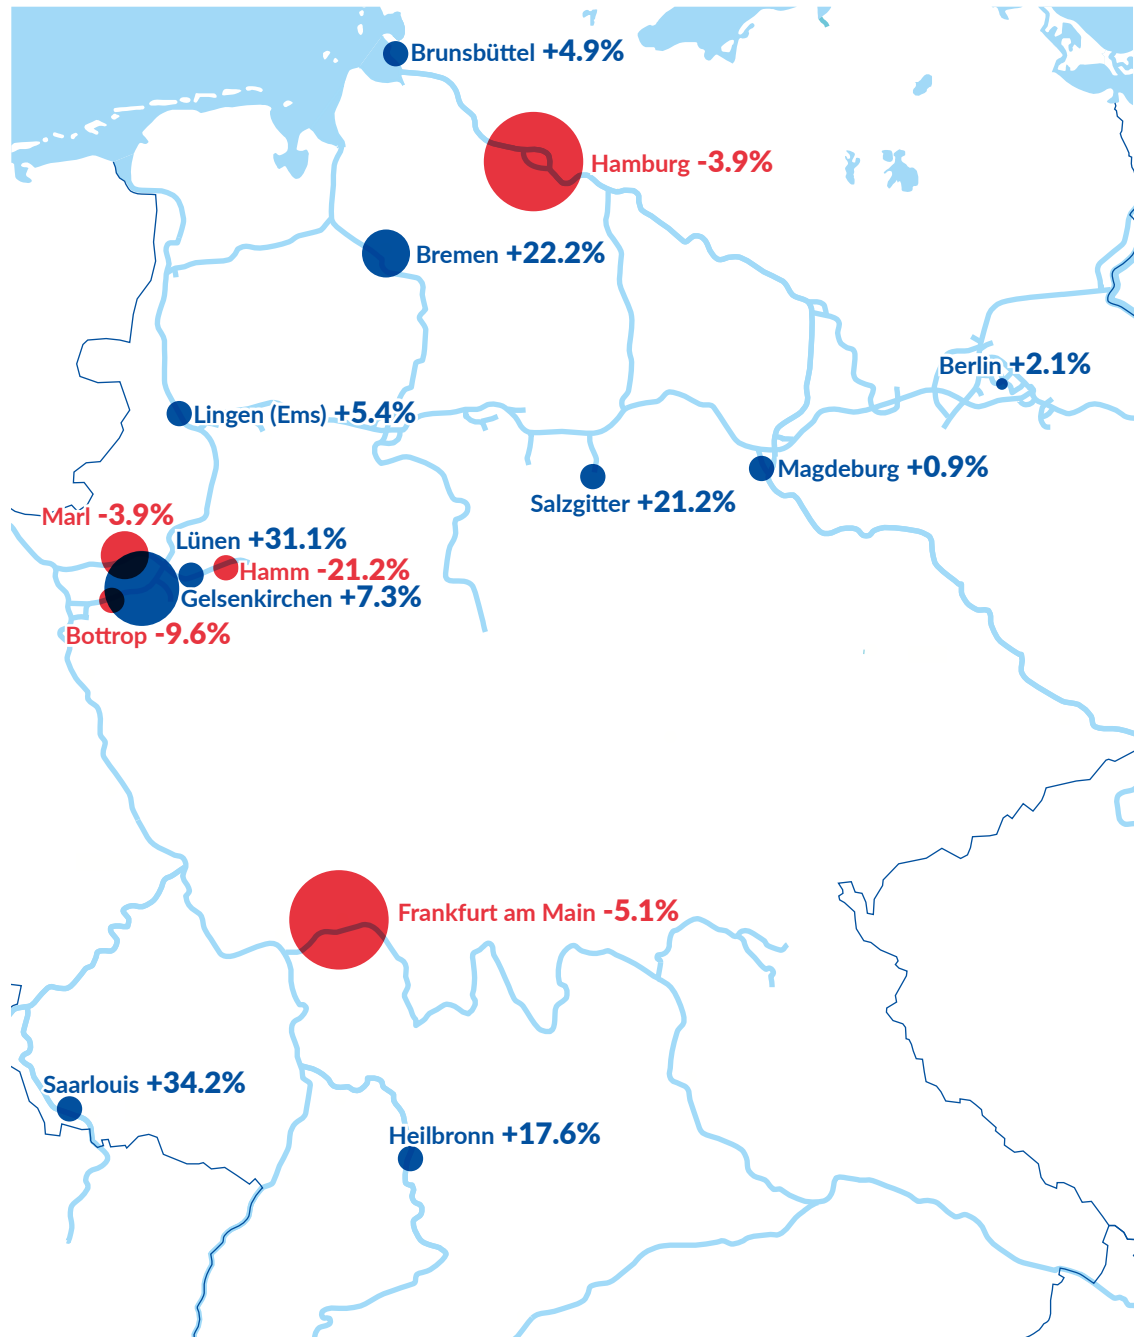 Brunsbüttel +4.9%
Hamburg -3.9%
Bremen +22.2%
Berlin +2.1%
Lingen (Ems) +5.4%
Magdeburg +0.9%
Salzgitter +21.2%
Marl -3.9%
Lünen +31.1%
Hamm -21.2%
Gelsenkirchen +7.3%
Bottrop -9.6%
Frankfurt am Main -5.1%
Saarlouis +34.2%
Heilbronn +17.6%